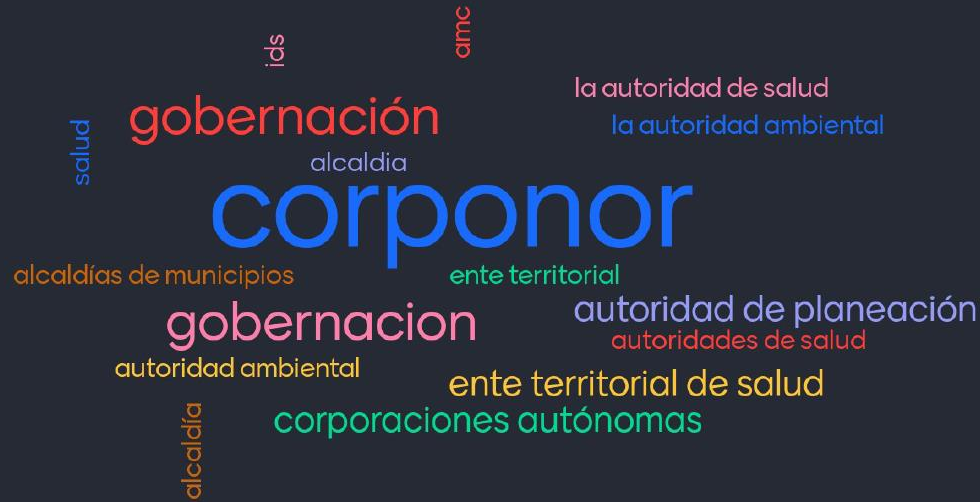 amc
ids
la autoridad de salud
gobernación
la autoridad ambiental
salud
alcaldia
corponor
alcaldías de municipios
ente territorial
autoridad de planeación
gobernacion
autoridades de salud
autoridad ambiental
ente territorial de salud
corporaciones autónomas
alcaldía